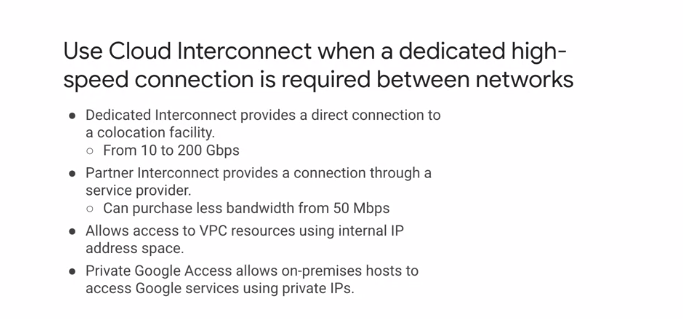 Use Cloud Interconnect when a dedicated high-
speed connection is required between networks
● Dedicated Interconnect provides a direct connection to
a colocation facility.
○ From 10 to 200 Gbps
● Partner Interconnect provides a connection through a
service provider.
○ Can purchase less bandwidth from 50 Mbps
● Allows access to VPC resources using internal IP
address space.
● Private Google Access allows on-premises hosts to
access Google services using private IPs.